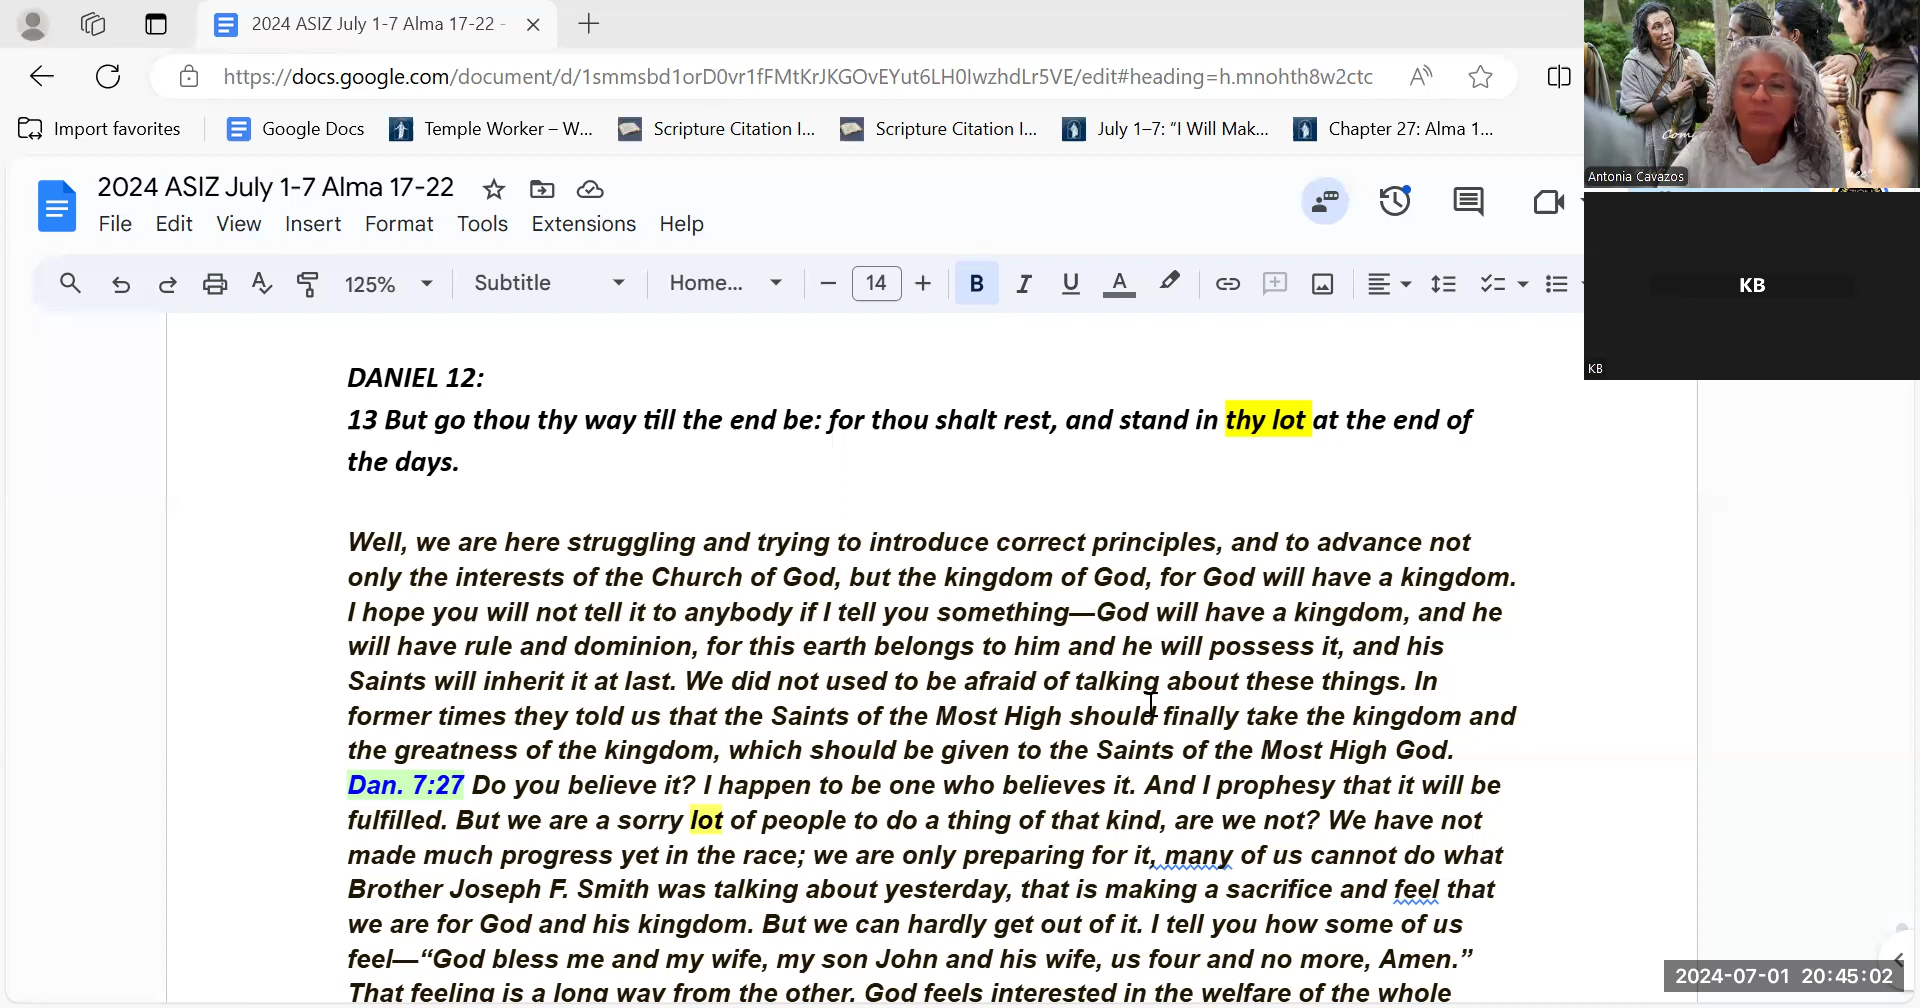 2024 ASIZ July 1-7 Alma 17-22 -
https://docs.google.com/document/d/1smmsbd1orD0vr1fFMtKrJKGOvEYut6LH0IwzhdLr5VE/edit#heading=h.mnohth8w2ctc
Import favorites Google Docs Temple Worker – W... Scripture Citation I... Scripture Citation I... July 1–7: “I Will Mak... Chapter 27: Alma 1...
Antonia Cavazos
2024 ASIZ July 1-7 Alma 17-22
File Edit View Insert Format Tools Extensions Help
125% Subtitle Home... 14 B I U A
KB
KB
DANIEL 12:
13 But go thou thy way till the end be: for thou shalt rest, and stand in thy lot at the end of
the days.
Well, we are here struggling and trying to introduce correct principles, and to advance not
only the interests of the Church of God, but the kingdom of God, for God will have a kingdom.
I hope you will not tell it to anybody if I tell you something—God will have a kingdom, and he
will have rule and dominion, for this earth belongs to him and he will possess it, and his
Saints will inherit it at last. We did not used to be afraid of talking about these things. In
former times they told us that the Saints of the Most High should finally take the kingdom and
the greatness of the kingdom, which should be given to the Saints of the Most High God.
Dan. 7:27 Do you believe it? I happen to be one who believes it. And I prophesy that it will be
fulfilled. But we are a sorry lot of people to do a thing of that kind, are we not? We have not
made much progress yet in the race; we are only preparing for it, many of us cannot do what
Brother Joseph F. Smith was talking about yesterday, that is making a sacrifice and feel that
we are for God and his kingdom. But we can hardly get out of it. I tell you how some of us
feel—“God bless me and my wife, my son John and his wife, us four and no more, Amen.”
That feeling is a long way from the other. God feels interested in the welfare of the whole
2024-07-01 20:45:02